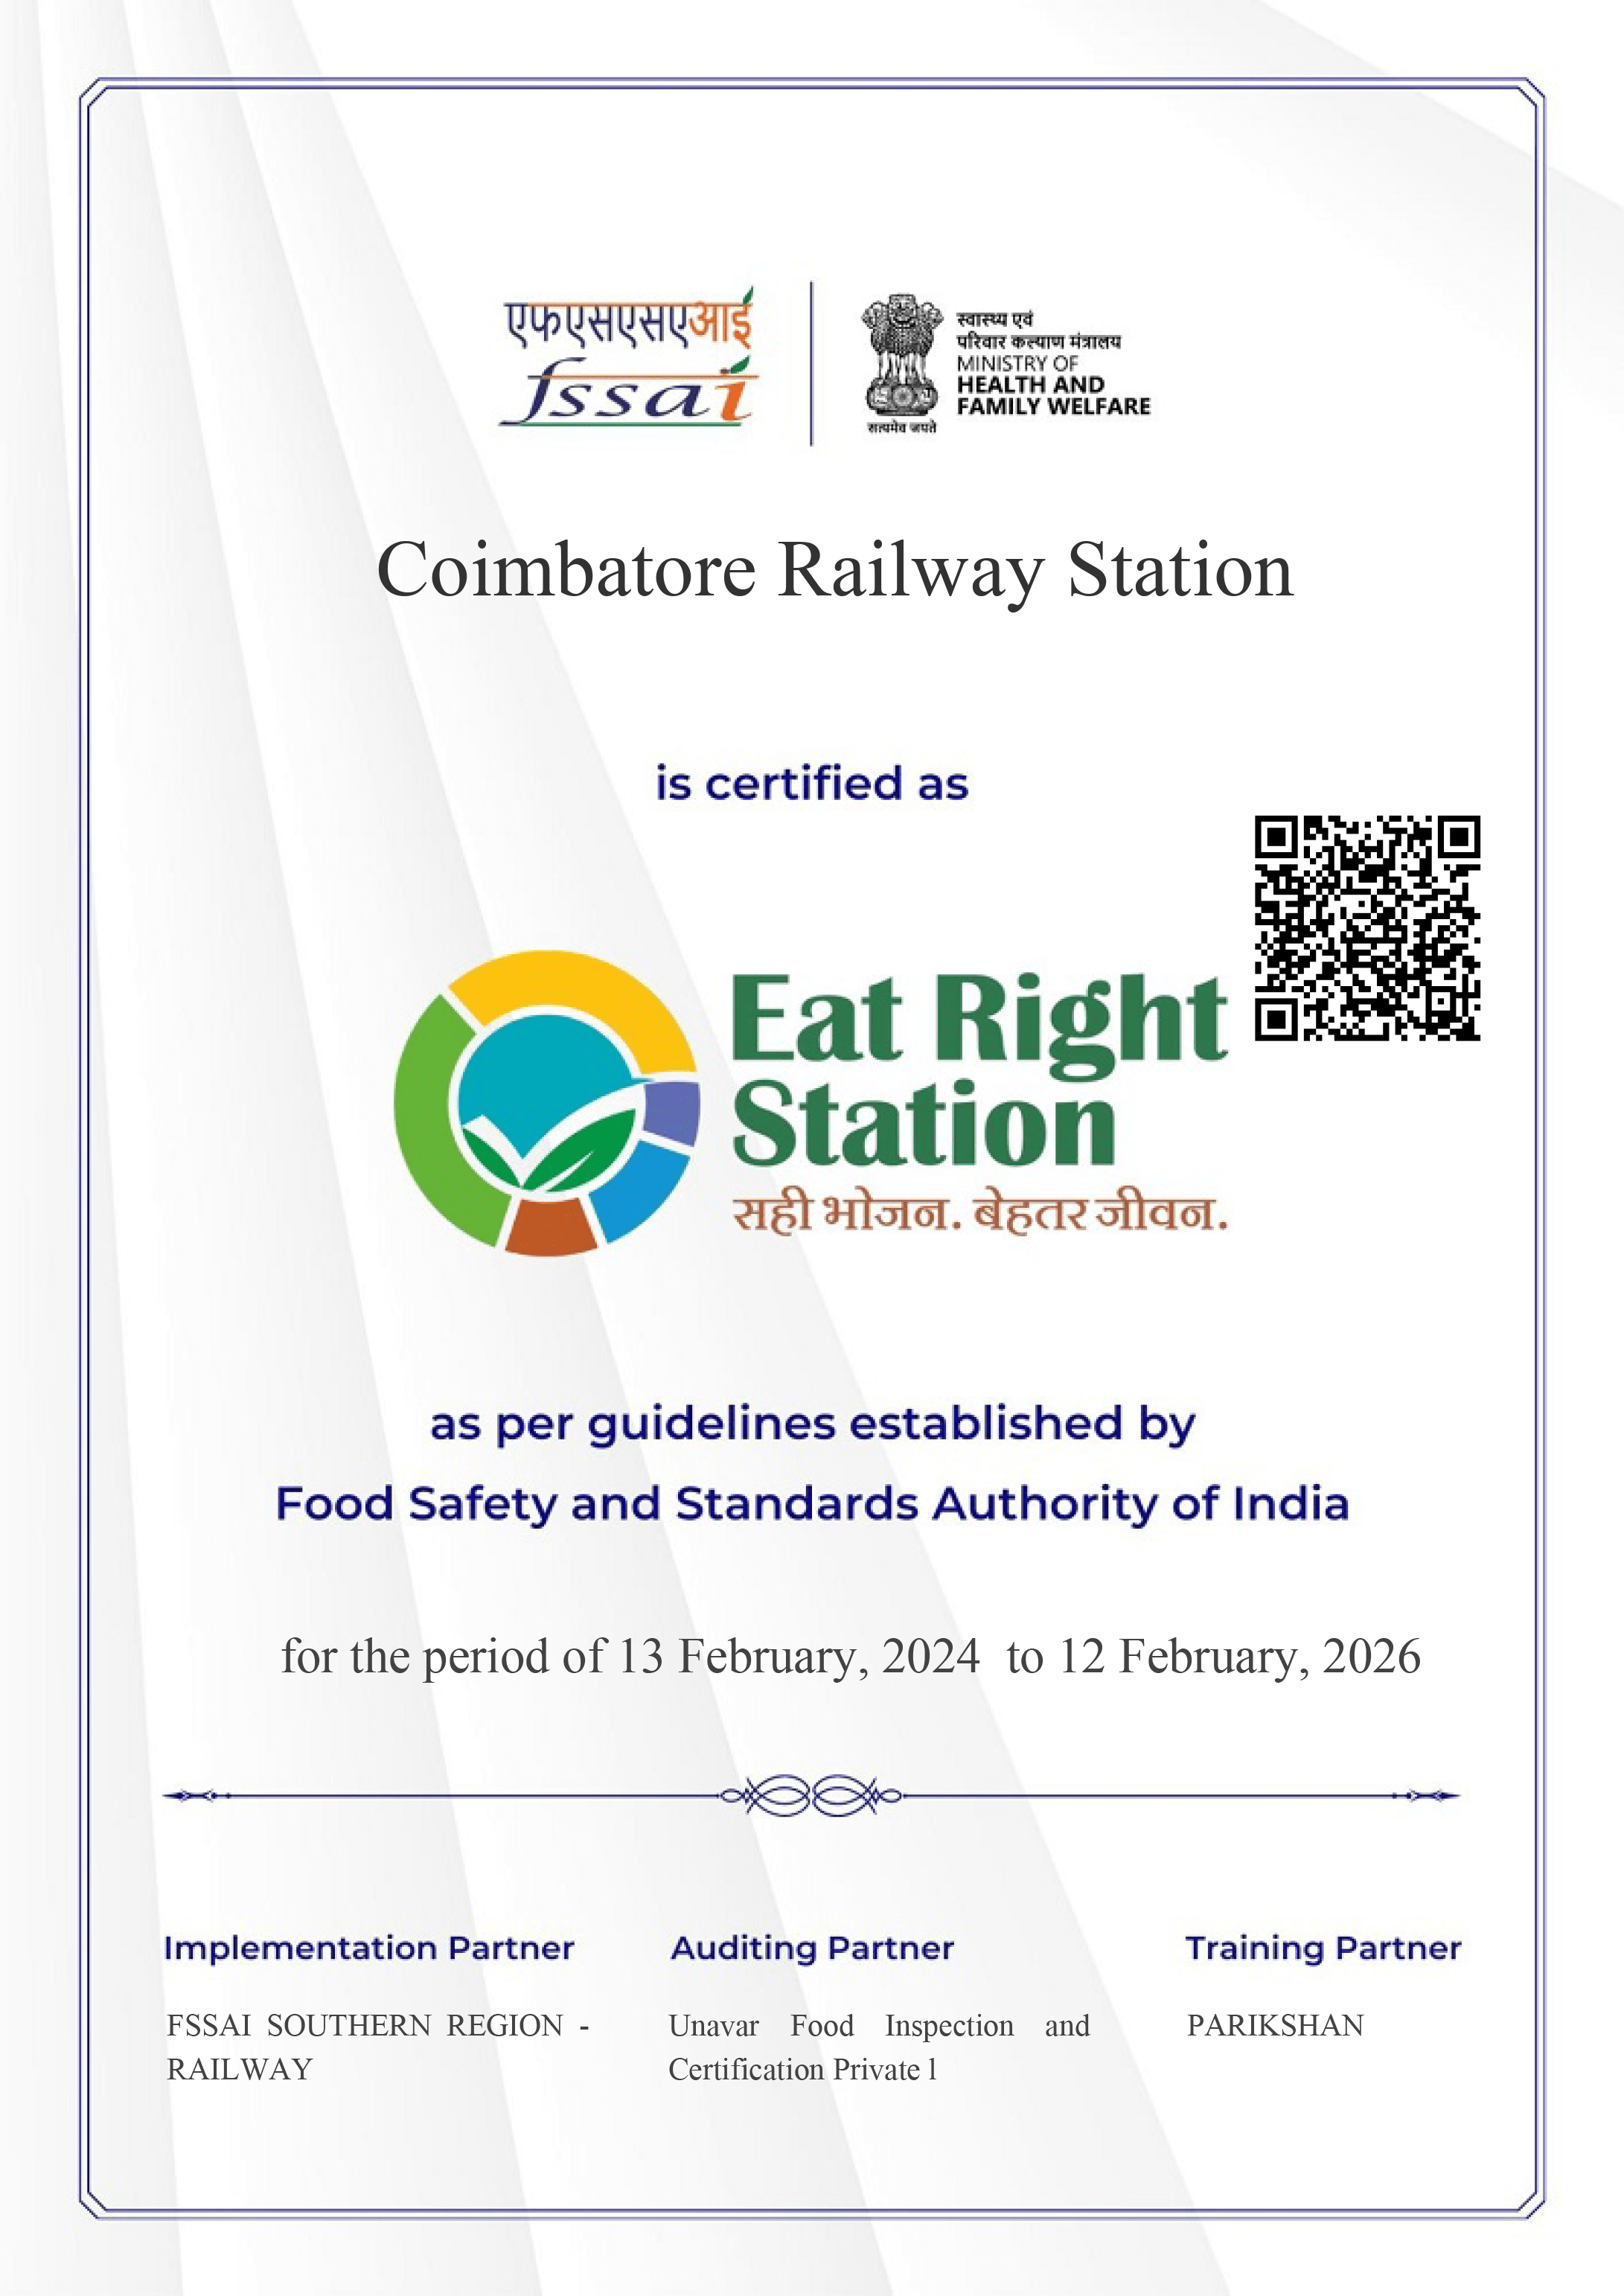 एफएसएसएआई
fssai
स्वास्थ्य एवं
परिवार कल्याण मंत्रालय
MINISTRY OF
HEALTH AND
FAMILY WELFARE
सत्यमेव जयते
Coimbatore Railway Station
is certified as
Eat Right
Station
सही भोजन. बेहतर जीवन.
as per guidelines established by
Food Safety and Standards Authority of India
for the period of 13 February, 2024 to 12 February, 2026
Implementation Partner
FSSAI SOUTHERN REGION -
RAILWAY
Auditing Partner
Unavar Food Inspection and
Certification Private l
Training Partner
PARIKSHAN